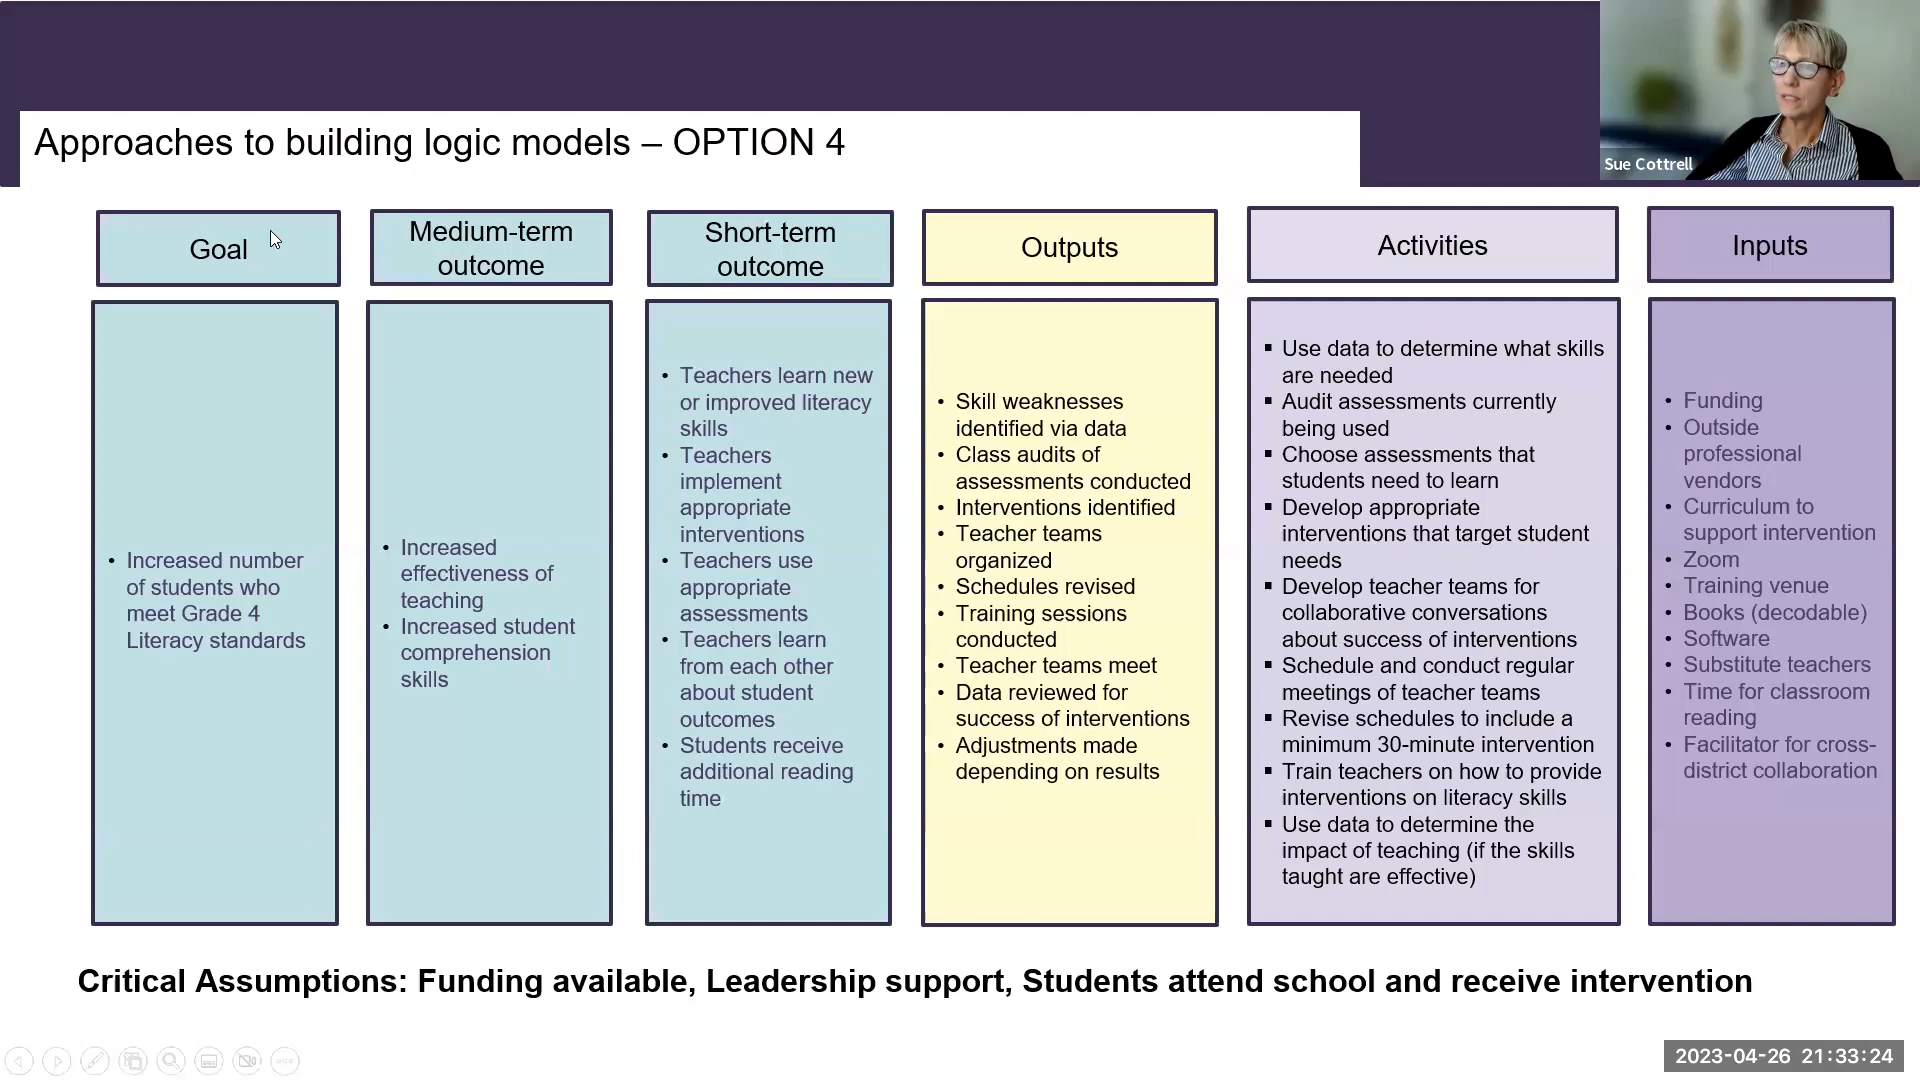 Approaches to building logic models – OPTION 4
Sue Cottrell
Goal
Medium-term
outcome
Short-term
outcome
Outputs
Activities
Inputs
• Increased number
of students who
meet Grade 4
Literacy standards
• Increased
effectiveness of
teaching
• Increased student
comprehension
skills
• Teachers learn new
or improved literacy
skills
• Teachers
implement
appropriate
interventions
• Teachers use
appropriate
assessments
• Teachers learn
from each other
about student
outcomes
• Students receive
additional reading
time
• Skill weaknesses
identified via data
• Class audits of
assessments conducted
• Interventions identified
• Teacher teams
organized
• Schedules revised
• Training sessions
conducted
• Teacher teams meet
• Data reviewed for
success of interventions
• Adjustments made
depending on results
▪ Use data to determine what skills
are needed
▪ Audit assessments currently
being used
▪ Choose assessments that
students need to learn
▪ Develop appropriate
interventions that target student
needs
▪ Develop teacher teams for
collaborative conversations
about success of interventions
▪ Schedule and conduct regular
meetings of teacher teams
▪ Revise schedules to include a
minimum 30-minute intervention
▪ Train teachers on how to provide
interventions on literacy skills
▪ Use data to determine the
impact of teaching (if the skills
taught are effective)
• Funding
• Outside
professional
vendors
• Curriculum to
support intervention
• Zoom
• Training venue
• Books (decodable)
• Software
• Substitute teachers
• Time for classroom
reading
• Facilitator for cross-
district collaboration
Critical Assumptions: Funding available, Leadership support, Students attend school and receive intervention
2023-04-26 21:33:24